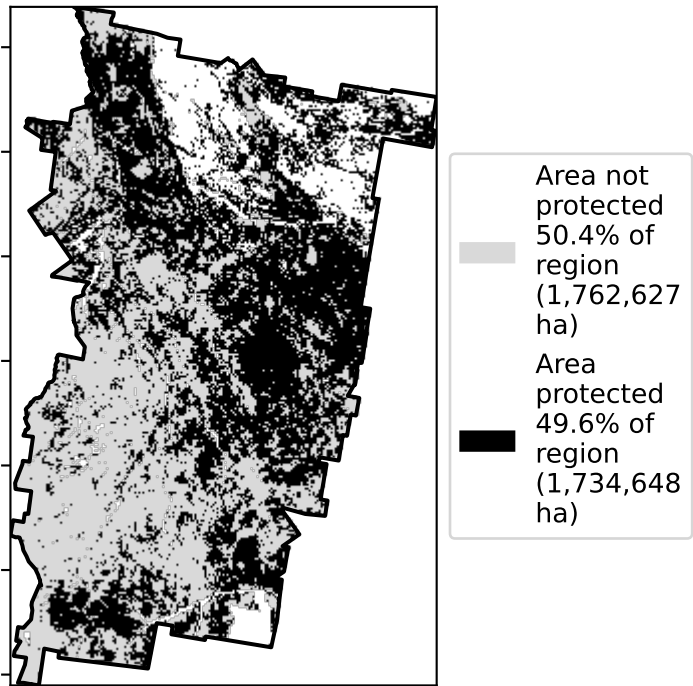 Area not
protected
50.4% of
region
(1,762,627
ha)
Area
protected
49.6% of
region
(1,734,648
ha)